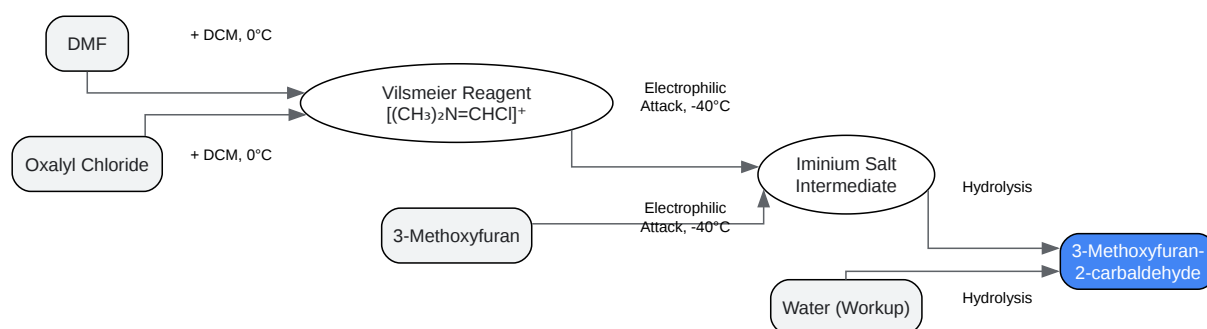 DMF
+ DCM, 0°C
Vilsmeier Reagent
[(CH₃)₂N=CHCl]⁺
Electrophilic
Attack, -40°C
Oxalyl Chloride
+ DCM, 0°C
Iminium Salt
Intermediate
Hydrolysis
3-Methoxyfuran
Electrophilic
Attack, -40°C
3-Methoxyfuran-
2-carbaldehyde
Water (Workup)
Hydrolysis